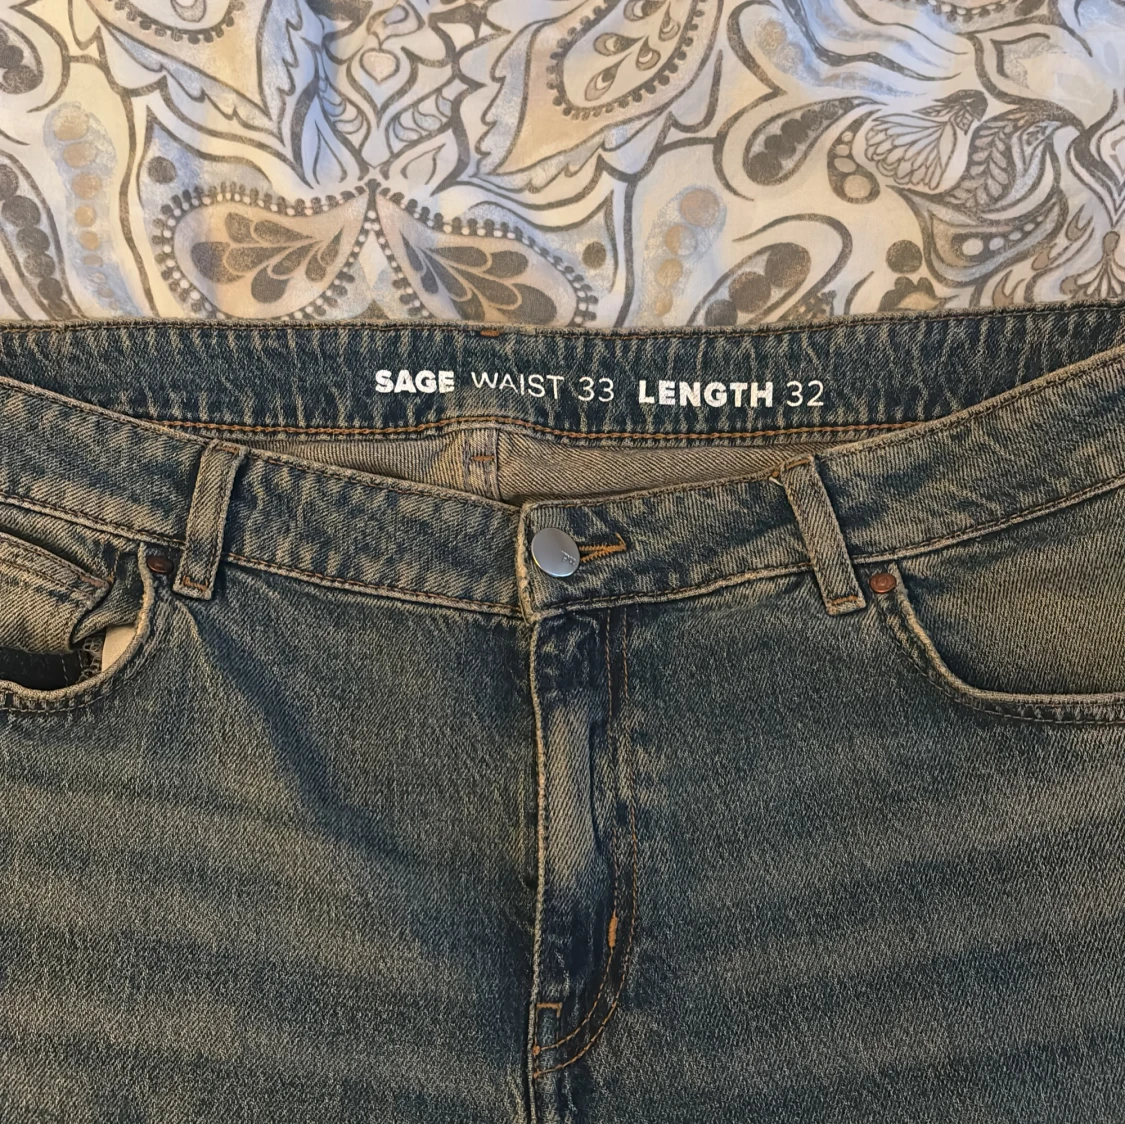 SAGE WAIST 33 LENGTH 32